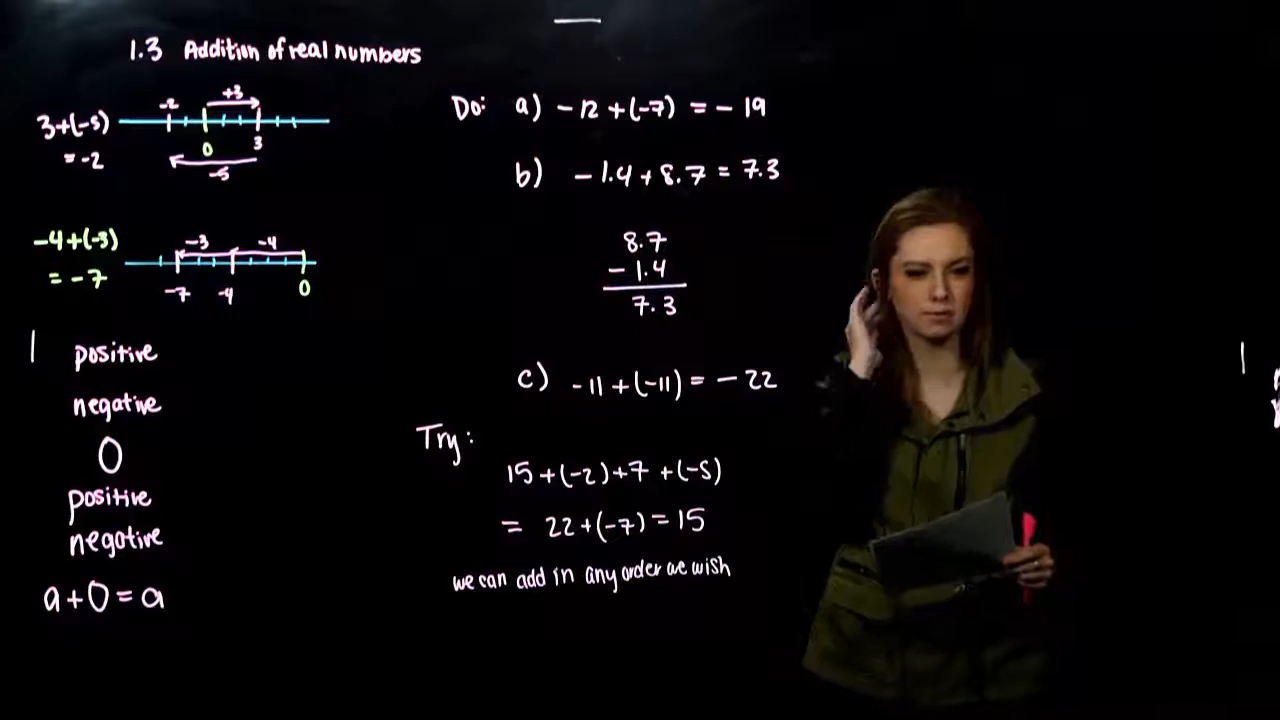 1.3 Addition of real numbers
3+(-5)
= -2
-2
+3
0
3
-5
-4+(-3)
= -7
-3
-4
-7
-4
0
positive
negative
0
positive
negative
a+0=a
Do: a) -12+(-7) = -19
b) -1.4+8.7 = 7.3
8.7
-1.4
7.3
c) -11+(-11) = -22
Try:
15+(-2)+7+(-5)
= 22+(-7) = 15
we can add in any order we wish